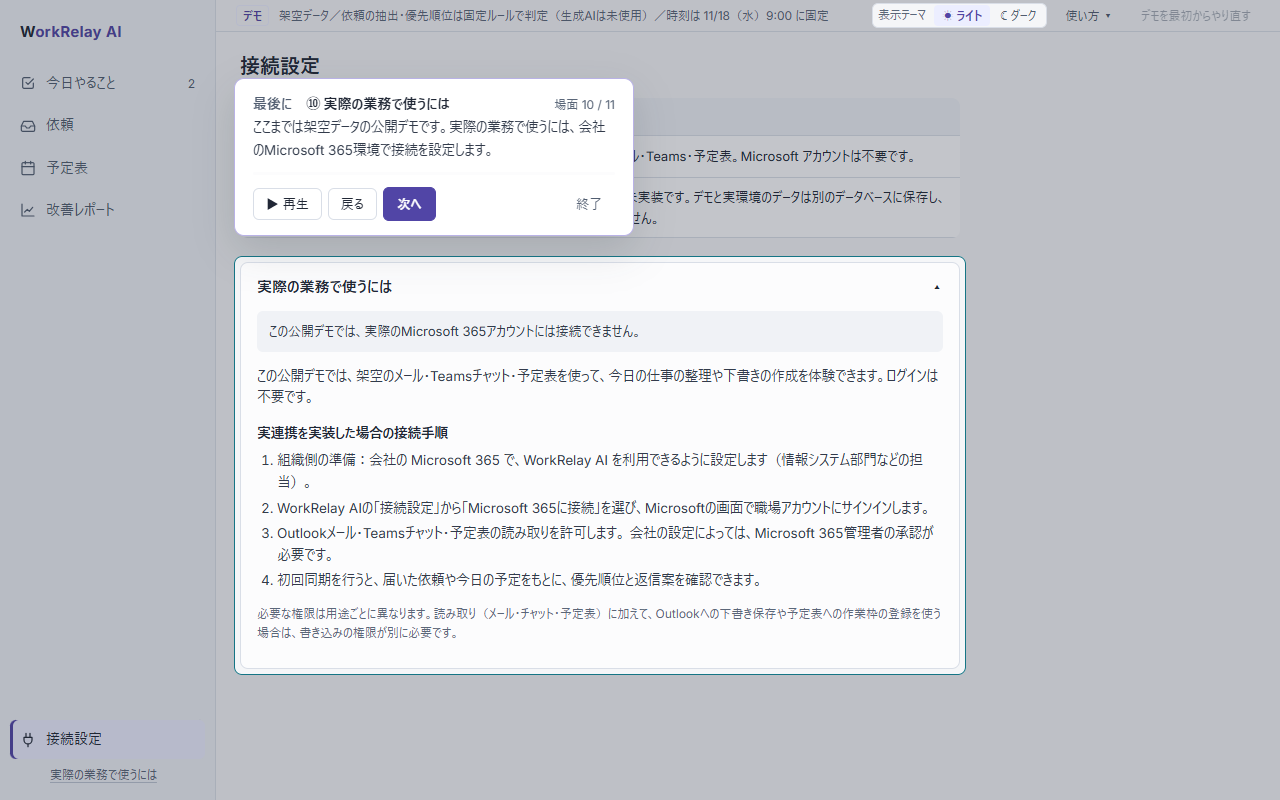 WorkRelay AI
デモ 架空データ/依頼の抽出・優先順位は固定ルールで判定(生成AIは未使用)/時刻は 11/18(水)9:00 に固定
表示テーマ ライト ダーク 使い方 デモを最初からやり直す
今日やること 2
依頼
予定表
改善レポート
接続設定
実際の業務で使うには
接続設定
最後に ⑩ 実際の業務で使うには 場面 10 / 11
ここまでは架空データの公開デモです。実際の業務で使うには、会社
のMicrosoft 365環境で接続を設定します。
▶ 再生 戻る 次へ 終了
・Teams・予定表。Microsoft アカウントは不要です。
実装です。デモと実環境のデータは別のデータベースに保存し、
せん。
実際の業務で使うには
この公開デモでは、実際のMicrosoft 365アカウントには接続できません。
この公開デモでは、架空のメール・Teamsチャット・予定表を使って、今日の仕事の整理や下書きの作成を体験できます。ログインは
不要です。
実連携を実装した場合の接続手順
1. 組織側の準備:会社の Microsoft 365 で、WorkRelay AI を利用できるように設定します(情報システム部門などの担
当)。
2. WorkRelay AIの「接続設定」から「Microsoft 365に接続」を選び、Microsoftの画面で職場アカウントにサインインします。
3. Outlookメール・Teamsチャット・予定表の読み取りを許可します。会社の設定によっては、Microsoft 365管理者の承認が
必要です。
4. 初回同期を行うと、届いた依頼や今日の予定をもとに、優先順位と返信案を確認できます。
必要な権限は用途ごとに異なります。読み取り(メール・チャット・予定表)に加えて、Outlookへの下書き保存や予定表への作業枠の登録を使う
場合は、書き込みの権限が別に必要です。